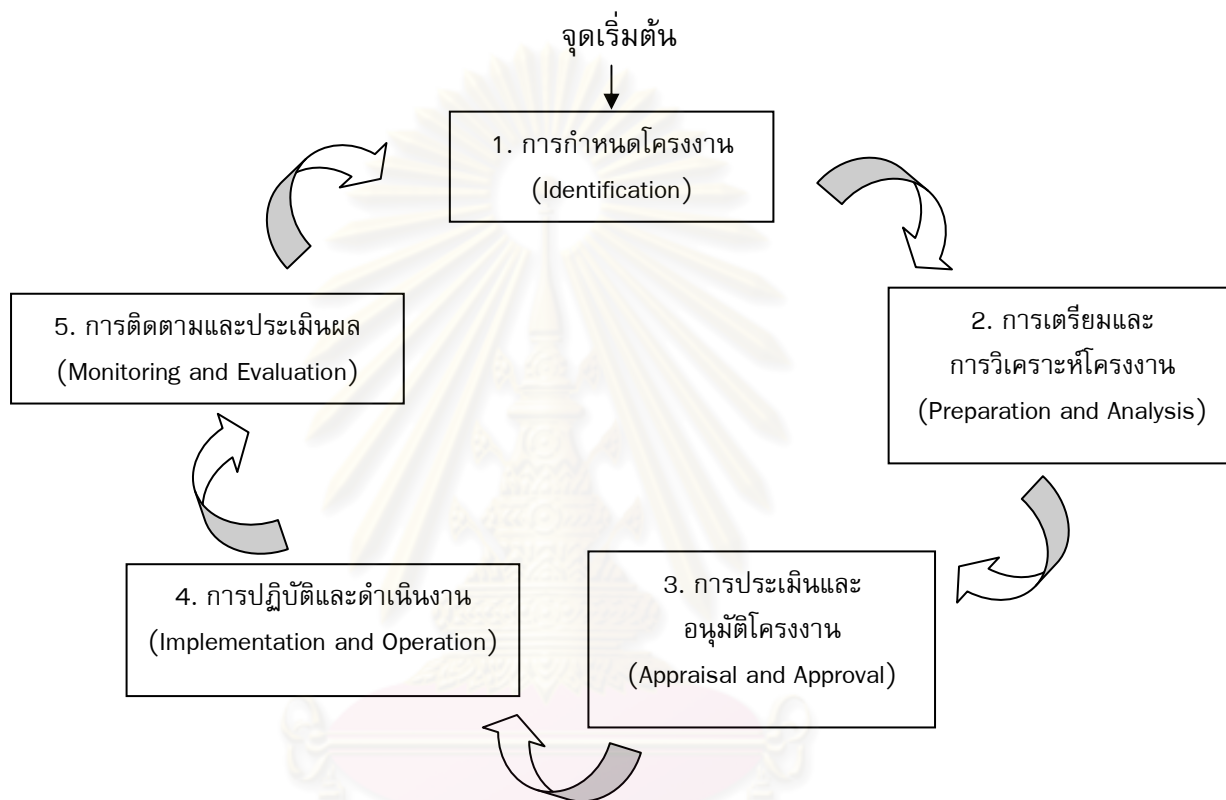 จุดเริ่มต้น
1. การกำหนดโครงงาน
(Identification)
2. การเตรียมและ
การวิเคราะห์โครงงาน
(Preparation and Analysis)
3. การประเมินและ
อนุมัติโครงงาน
(Appraisal and Approval)
4. การปฏิบัติและดำเนินงาน
(Implementation and Operation)
5. การติดตามและประเมินผล
(Monitoring and Evaluation)